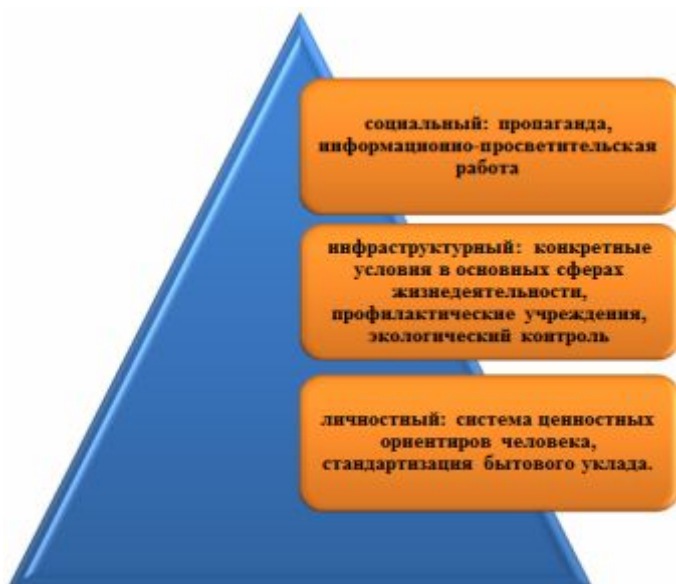 социальный: пропаганда,
информационо-просветительская
работа
инфраструктурный: конкретные
условия в основных сферах
жизнедеятельности,
профилактические учреждения,
экологический контроль
личностный: система ценностных
ориентиров человека,
стандартизация бытового уклада.